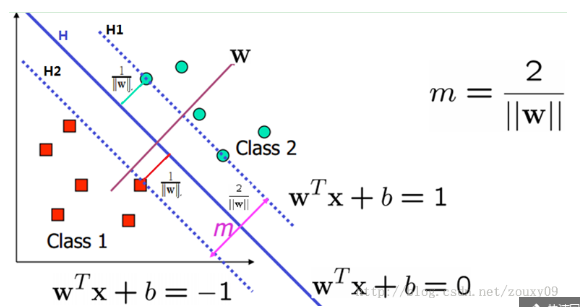 H
H1
H2
w
1/||w||
m = 2/||w||
Class 2
1/||w||
2/||w||
w^T x + b = 1
m
Class 1
w^T x + b = -1
w^T x + b = 0
http://blog.csdn.net/zouxy09